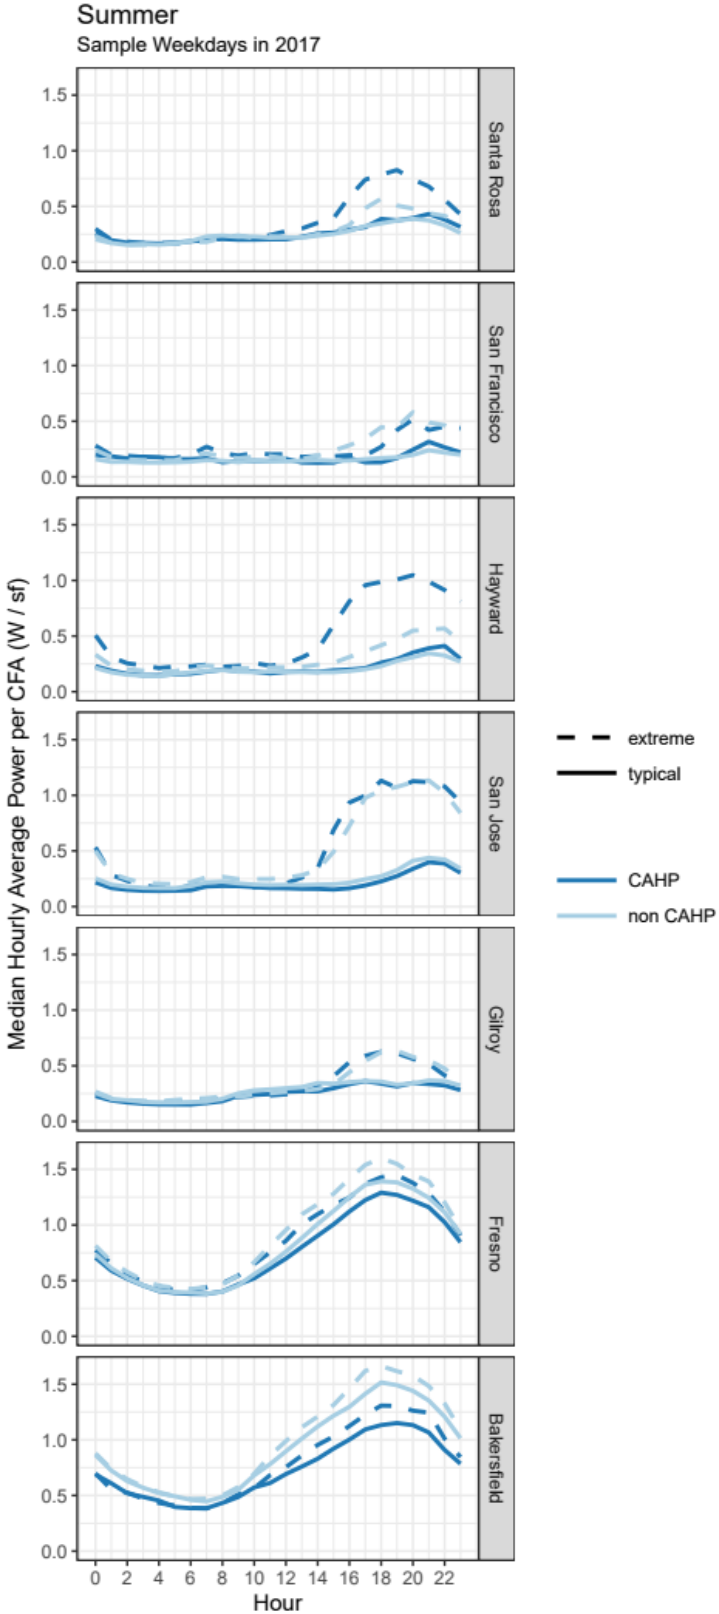 Summer
Sample Weekdays in 2017
Median Hourly Average Power per CFA (W / sf)
1.5
1.0
0.5
0.0
Santa Rosa
1.5
1.0
0.5
0.0
San Francisco
1.5
1.0
0.5
0.0
Hayward
1.5
1.0
0.5
0.0
San Jose
1.5
1.0
0.5
0.0
Gilroy
1.5
1.0
0.5
0.0
Fresno
1.5
1.0
0.5
0.0
Bakersfield
0 2 4 6 8 10 12 14 16 18 20 22
Hour
extreme
typical
CAHP
non CAHP